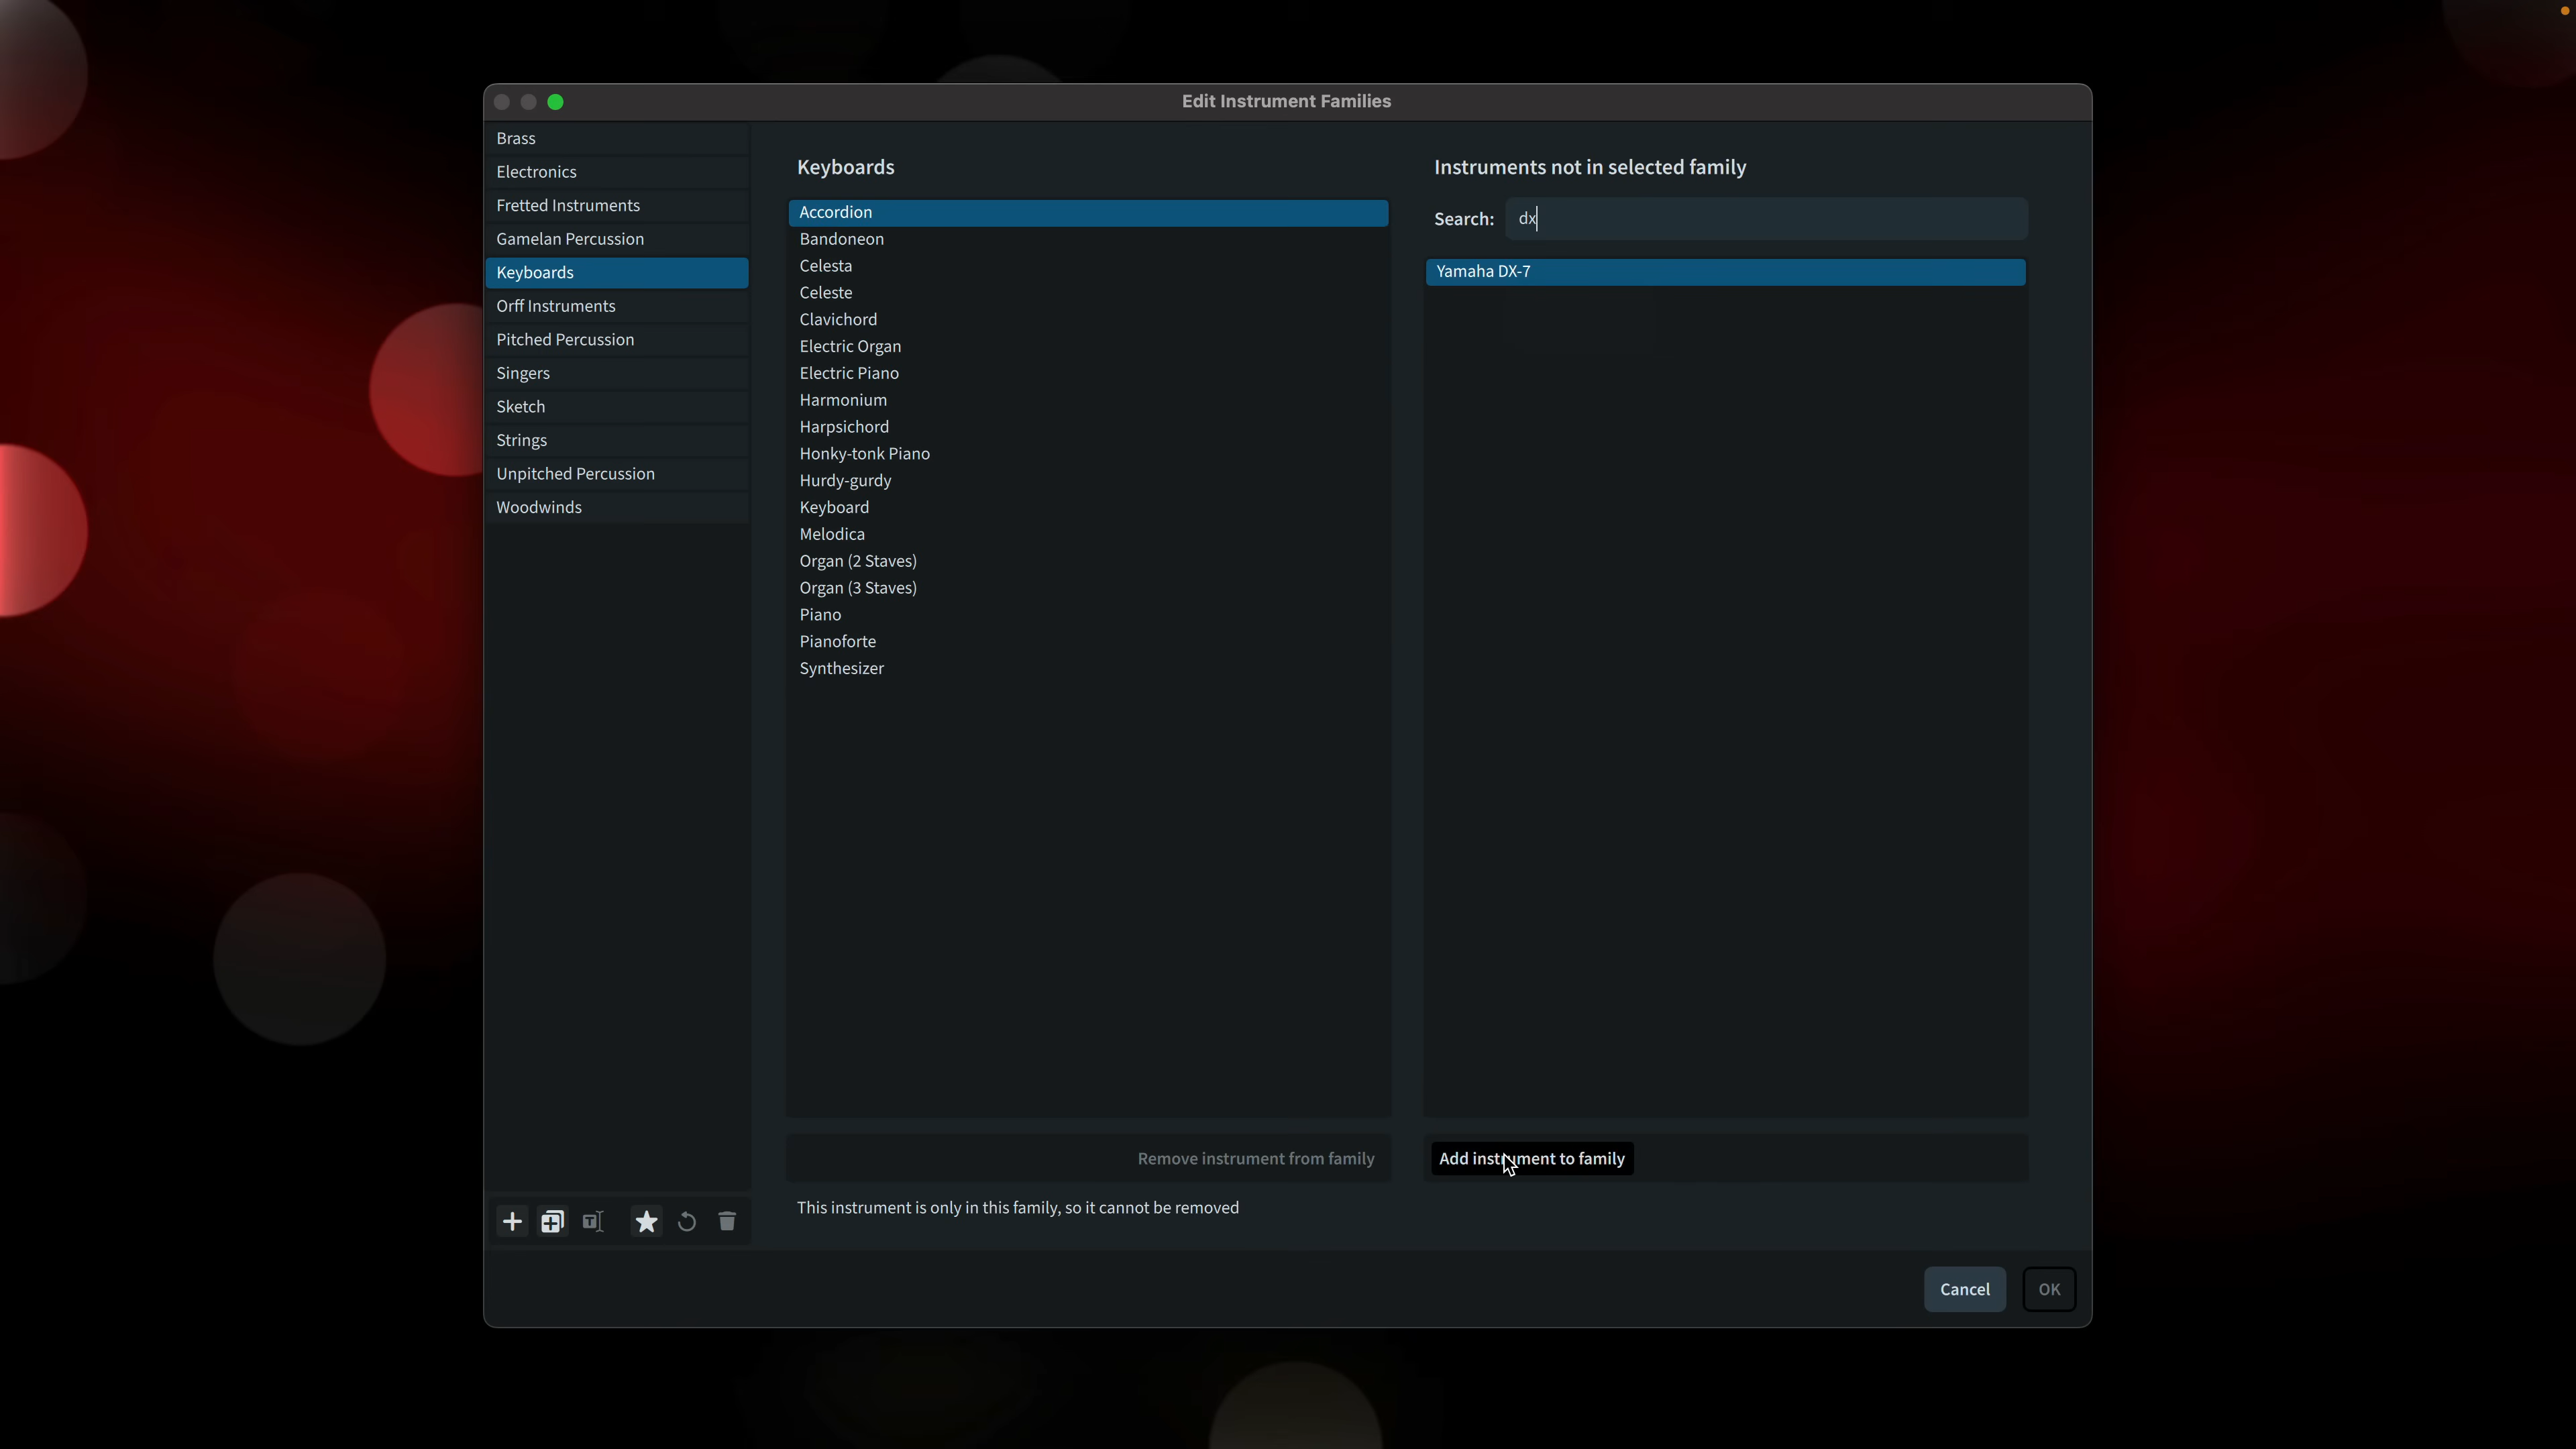 Edit Instrument Families
Brass
Electronics
Fretted Instruments
Gamelan Percussion
Keyboards
Orff Instruments
Pitched Percussion
Singers
Sketch
Strings
Unpitched Percussion
Woodwinds
Keyboards
Accordion
Bandoneon
Celesta
Celeste
Clavichord
Electric Organ
Electric Piano
Harmonium
Harpsichord
Honky-tonk Piano
Hurdy-gurdy
Keyboard
Melodica
Organ (2 Staves)
Organ (3 Staves)
Piano
Pianoforte
Synthesizer
Remove instrument from family
This instrument is only in this family, so it cannot be removed
Instruments not in selected family
Search: dx
Yamaha DX-7
Add instrument to family
Cancel OK